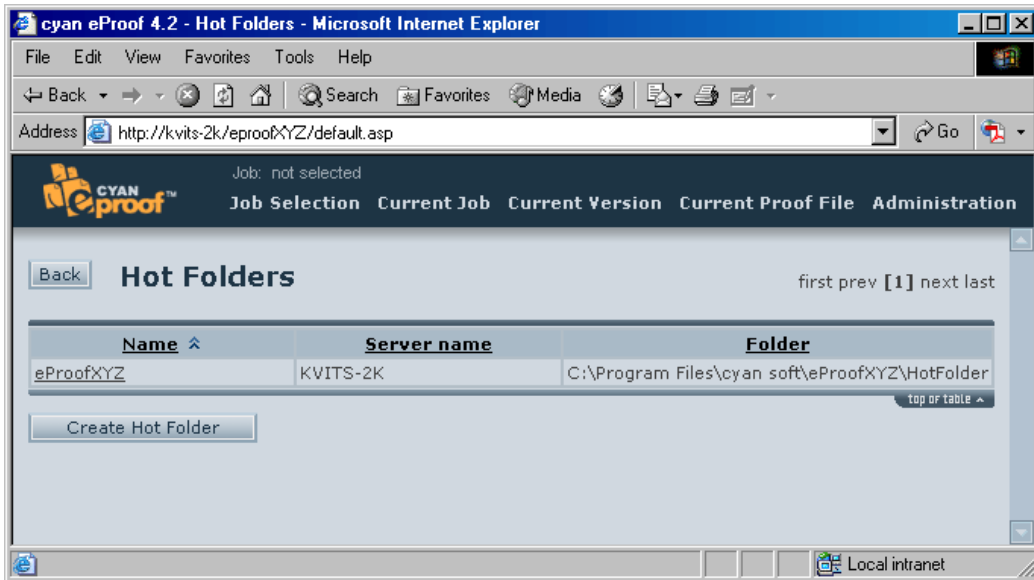 cyan eProof 4.2 - Hot Folders - Microsoft Internet Explorer
File Edit View Favorites Tools Help
Back Search Favorites Media
Address http://kvits-2k/eproofXYZ/default.asp Go
CYAN eproof™
Job: not selected
Job Selection Current Job Current Version Current Proof File Administration
Back Hot Folders first prev [1] next last
Name Server name Folder
eProofXYZ KVITS-2K C:\Program Files\cyan soft\eProofXYZ\HotFolder
top of table
Create Hot Folder
Local intranet